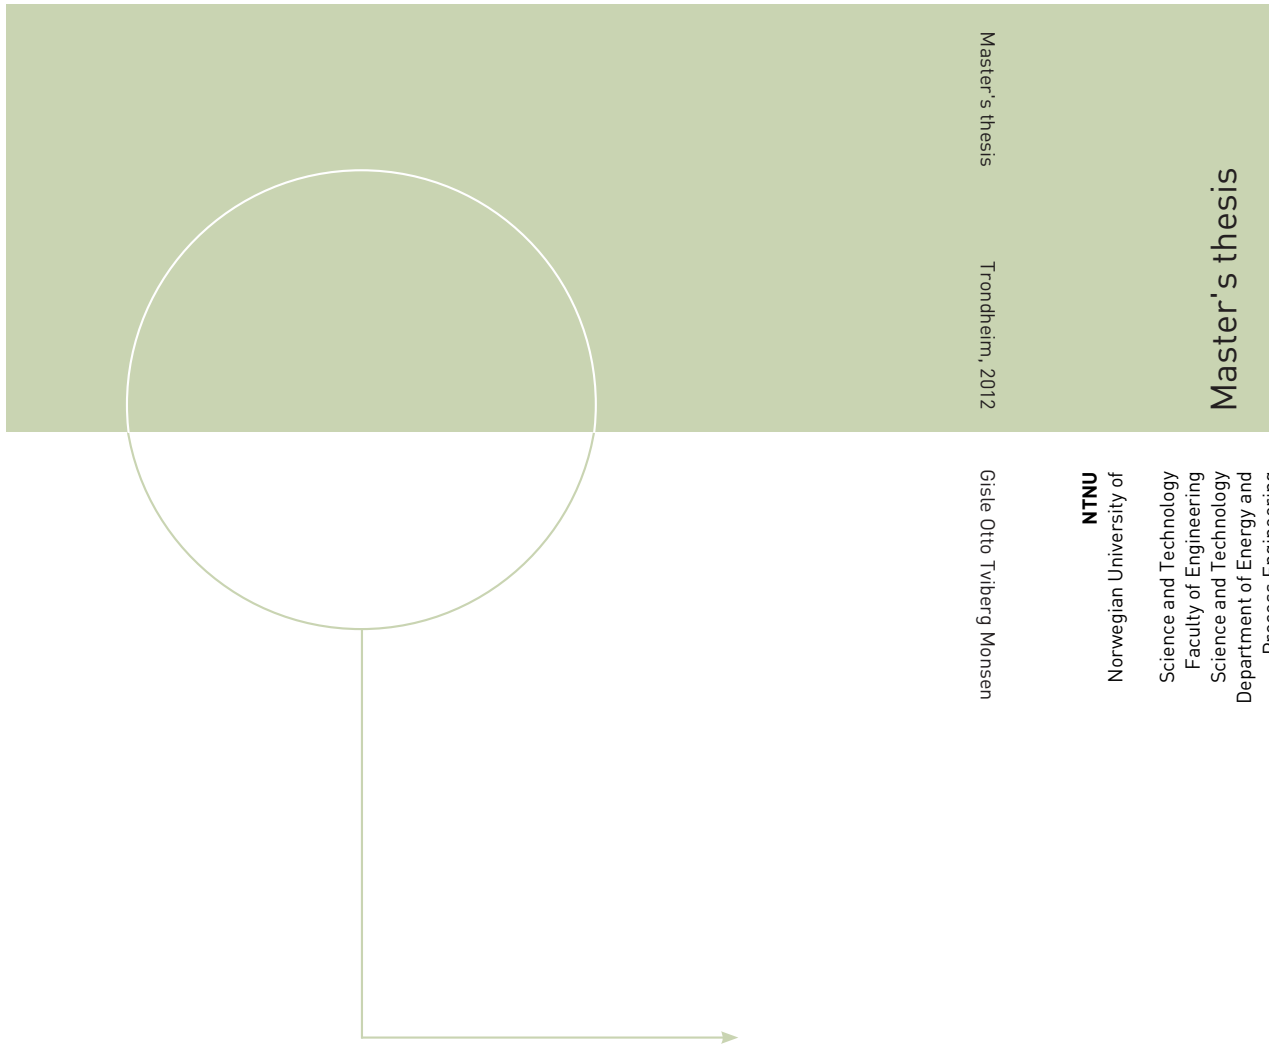 Master's thesis
Trondheim, 2012
Gisle Otto Tviberg Monsen
NTNU
Norwegian University of
Science and Technology
Faculty of Engineering
Science and Technology
Department of Energy and
Master's thesis